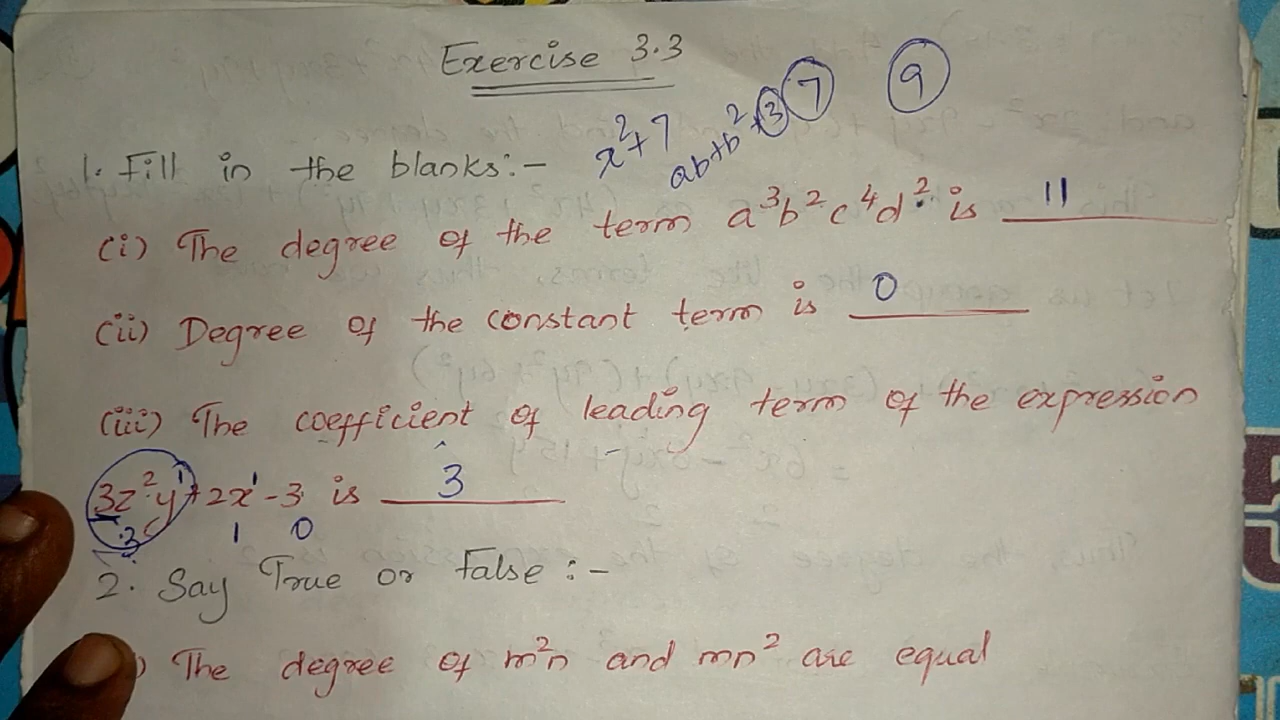 Exercise 3.3
x²+7 ab+b²+3 7 9
1. Fill in the blanks:-
(i) The degree of the term a³b²c⁴d² is 11
(ii) Degree of the constant term is 0
(iii) The coefficient of leading term of the expression
3z²y¹+2x¹-3 is 3
3 1 0
2. Say True or False :-
) The degree of m²n and mn² are equal